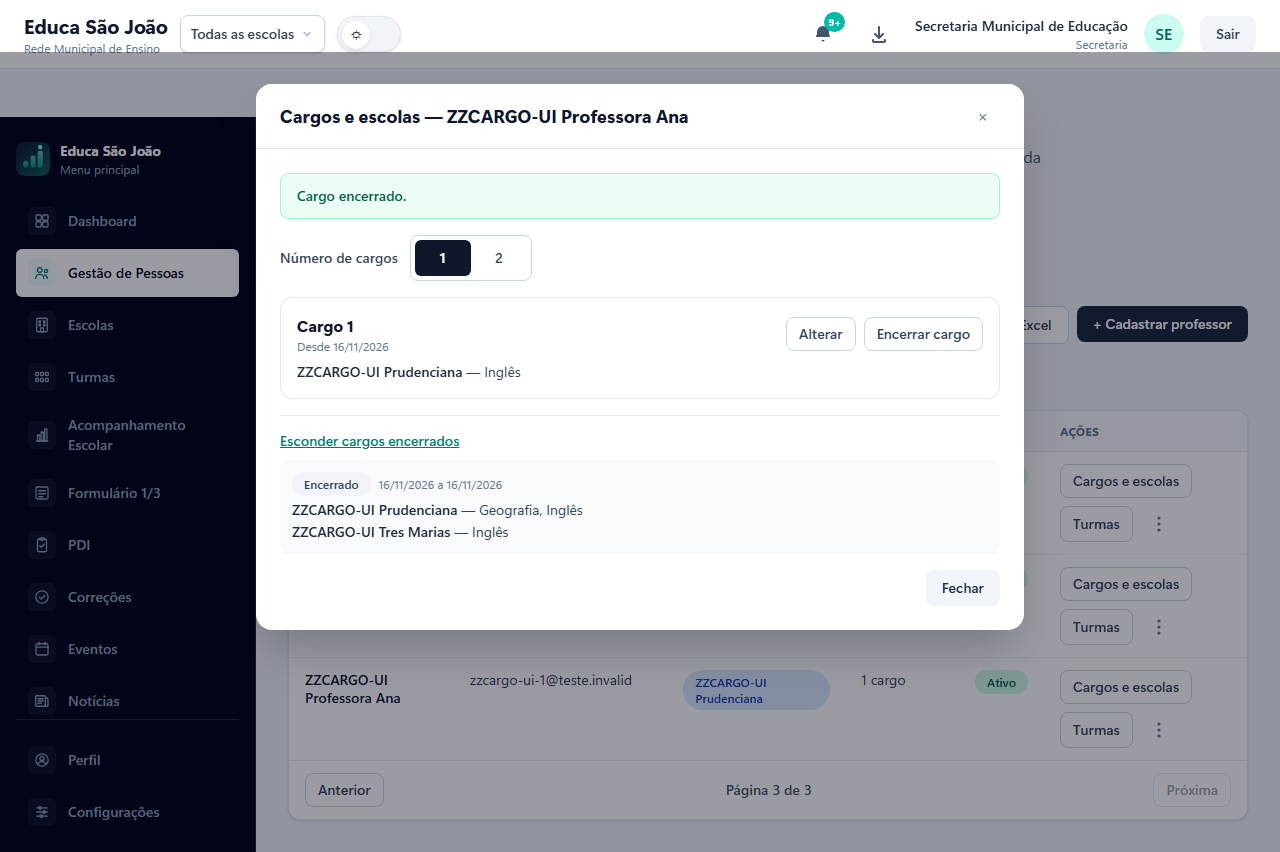 Educa São João
Rede Municipal de Ensino
Todas as escolas
9+
Secretaria Municipal de Educação
Secretaria
SE
Sair
Educa São João
Menu principal
Dashboard
Gestão de Pessoas
Escolas
Turmas
Acompanhamento
Escolar
Formulário 1/3
PDI
Correções
Eventos
Notícias
Perfil
Configurações
Cargos e escolas — ZZCARGO-UI Professora Ana
×
Cargo encerrado.
Número de cargos
1
2
Cargo 1
Desde 16/11/2026
Alterar
Encerrar cargo
ZZCARGO-UI Prudenciana — Inglês
Esconder cargos encerrados
Encerrado
16/11/2026 a 16/11/2026
ZZCARGO-UI Prudenciana — Geografia, Inglês
ZZCARGO-UI Tres Marias — Inglês
Fechar
da
Excel
+ Cadastrar professor
AÇÕES
Cargos e escolas
Turmas
Cargos e escolas
Turmas
ZZCARGO-UI
Professora Ana
zzcargo-ui-1@teste.invalid
ZZCARGO-UI
Prudenciana
1 cargo
Ativo
Cargos e escolas
Turmas
Anterior
Página 3 de 3
Próxima